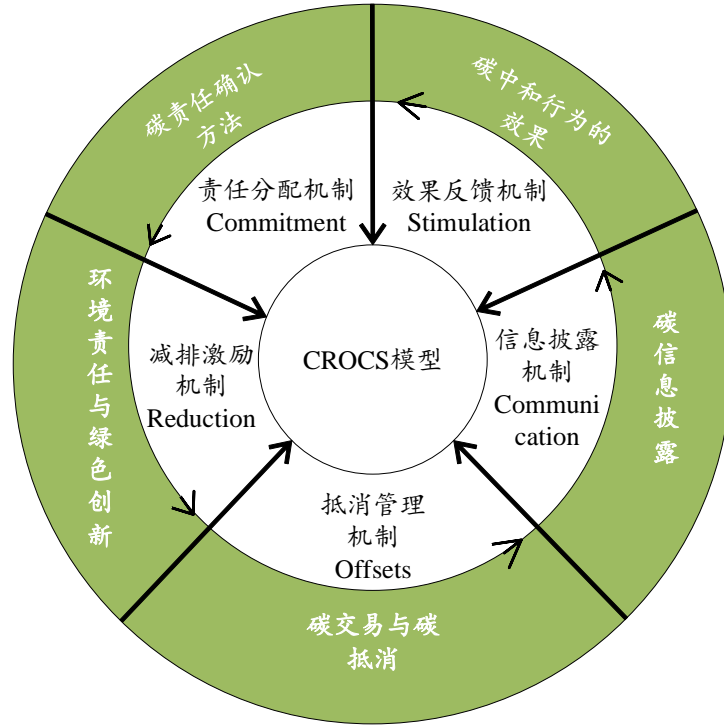 碳责任确认
方法
碳中和行为的
效果
责任分配机制
Commitment
效果反馈机制
Stimulation
环境责任与绿色创新
减排激励
机制
Reduction
CROCS模型
信息披露
机制
Communi
cation
碳信息披露
抵消管理
机制
Offsets
碳交易与碳
抵消